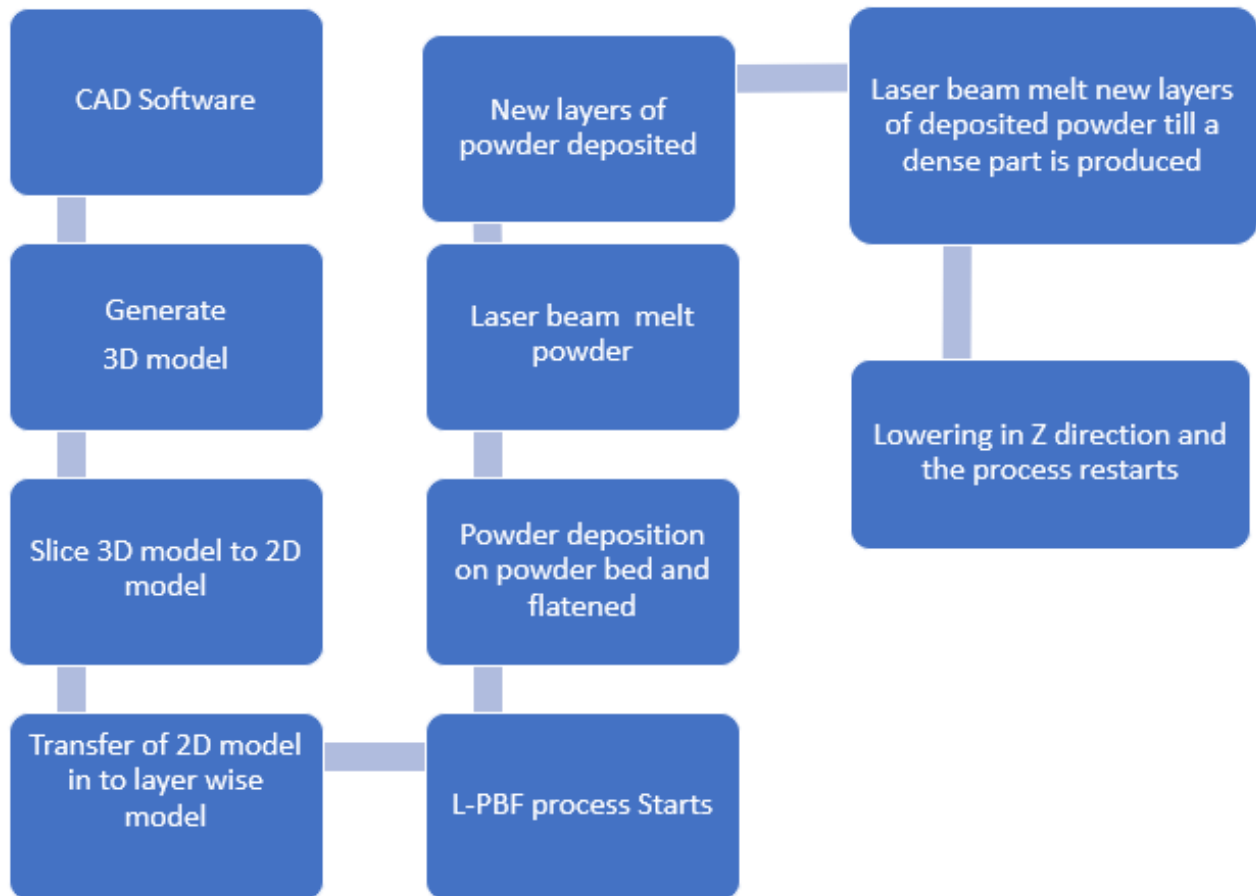 CAD Software
Generate
3D model
Slice 3D model to 2D
model
Transfer of 2D model
in to layer wise
model
L-PBF process Starts
Powder deposition
on powder bed and
flatened
Laser beam  melt
powder
New layers of
powder deposited
Laser beam melt new layers
of deposited powder till a
dense part is produced
Lowering in Z direction and
the process restarts